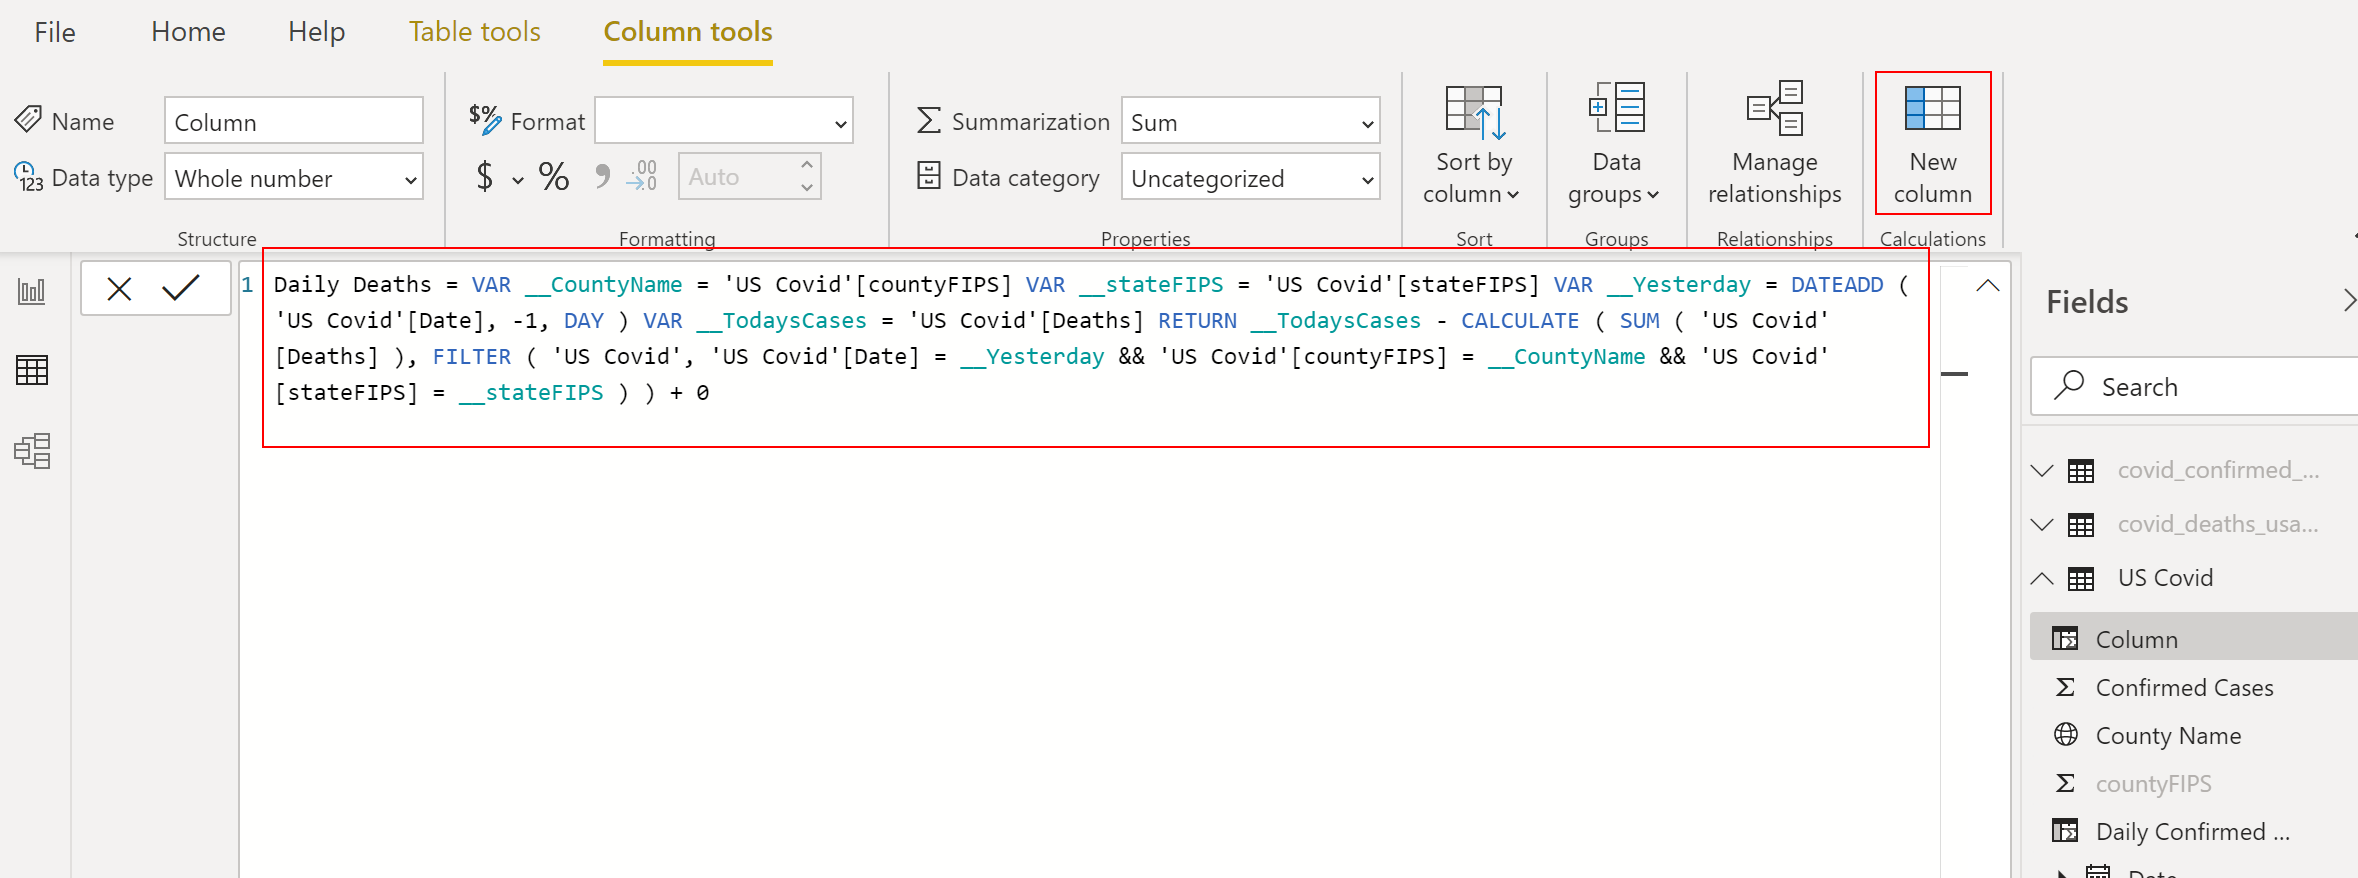 File Home Help Table tools Column tools
Name Column
Data type Whole number
Structure
Format
$ % , .00 .0 Auto
Formatting
Summarization Sum
Data category Uncategorized
Properties
Sort by
column
Sort
Data
groups
Groups
Manage
relationships
Relationships
New
column
Calculations
1 Daily Deaths = VAR __CountyName = 'US Covid'[countyFIPS] VAR __stateFIPS = 'US Covid'[stateFIPS] VAR __Yesterday = DATEADD (
'US Covid'[Date], -1, DAY ) VAR __TodaysCases = 'US Covid'[Deaths] RETURN __TodaysCases - CALCULATE ( SUM ( 'US Covid'
[Deaths] ), FILTER ( 'US Covid', 'US Covid'[Date] = __Yesterday && 'US Covid'[countyFIPS] = __CountyName && 'US Covid'
[stateFIPS] = __stateFIPS ) ) + 0
Fields
Search
covid_confirmed_...
covid_deaths_usa...
US Covid
Column
Confirmed Cases
County Name
countyFIPS
Daily Confirmed ...
Date